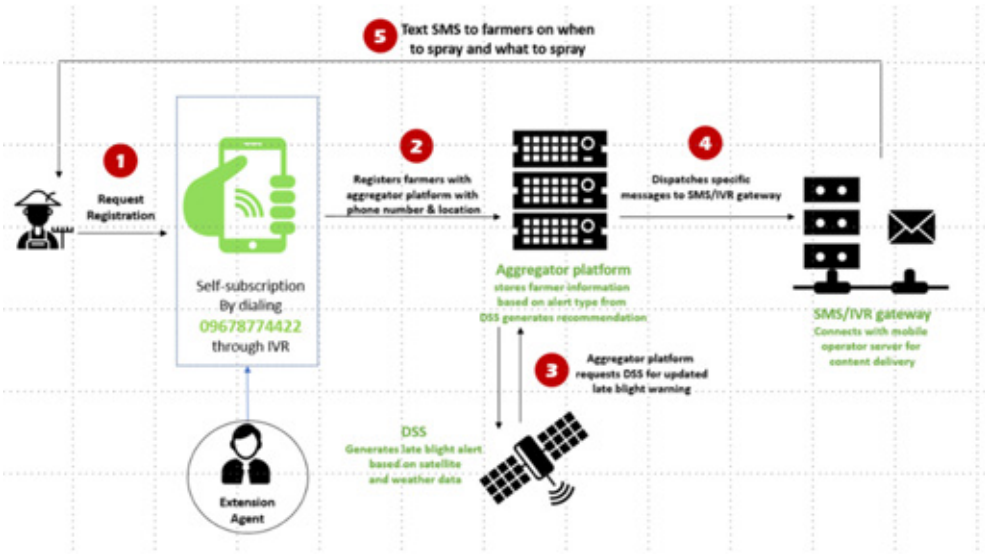 5
Text SMS to farmers on when
to spray and what to spray
1
Request
Registration
Self-subscription
By dialing
09678774422
through IVR
Extension
Agent
2
Registers farmers with
aggregator platform with
phone number & location
Aggregator platform
stores farmer information
based on alert type from
DSS generates recommendation
3
Aggregator platform
requests DSS for updated
late blight warning
DSS
Generates late blight alert
based on satellite
and weather data
4
Dispatches specific
messages to SMS/IVR gateway
SMS/IVR gateway
Connects with mobile
operator server for
content delivery